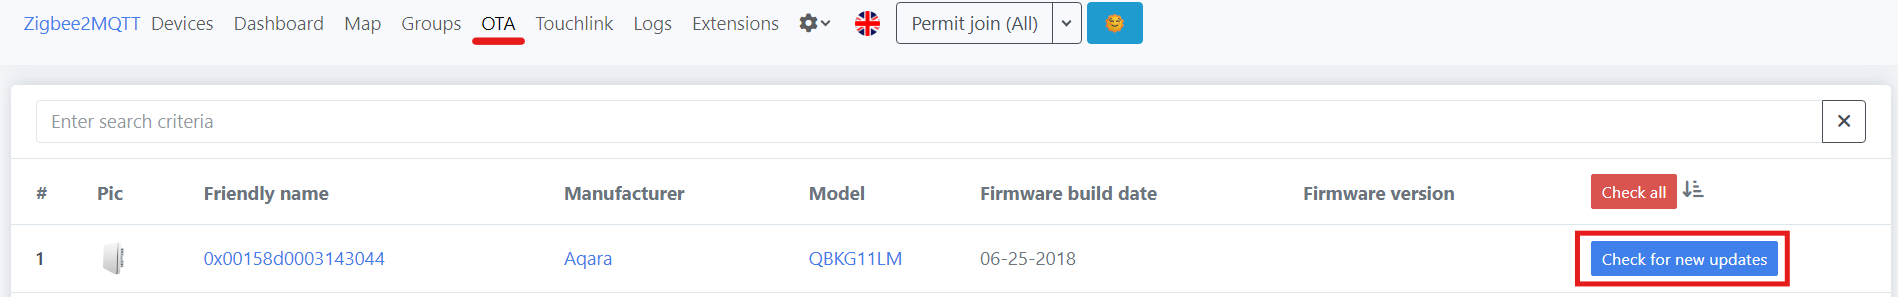 Zigbee2MQTT Devices Dashboard Map Groups OTA Touchlink Logs Extensions Permit join (All)
Enter search criteria
# Pic Friendly name Manufacturer Model Firmware build date Firmware version Check all
1 0x00158d0003143044 Aqara QBKG11LM 06-25-2018 Check for new updates